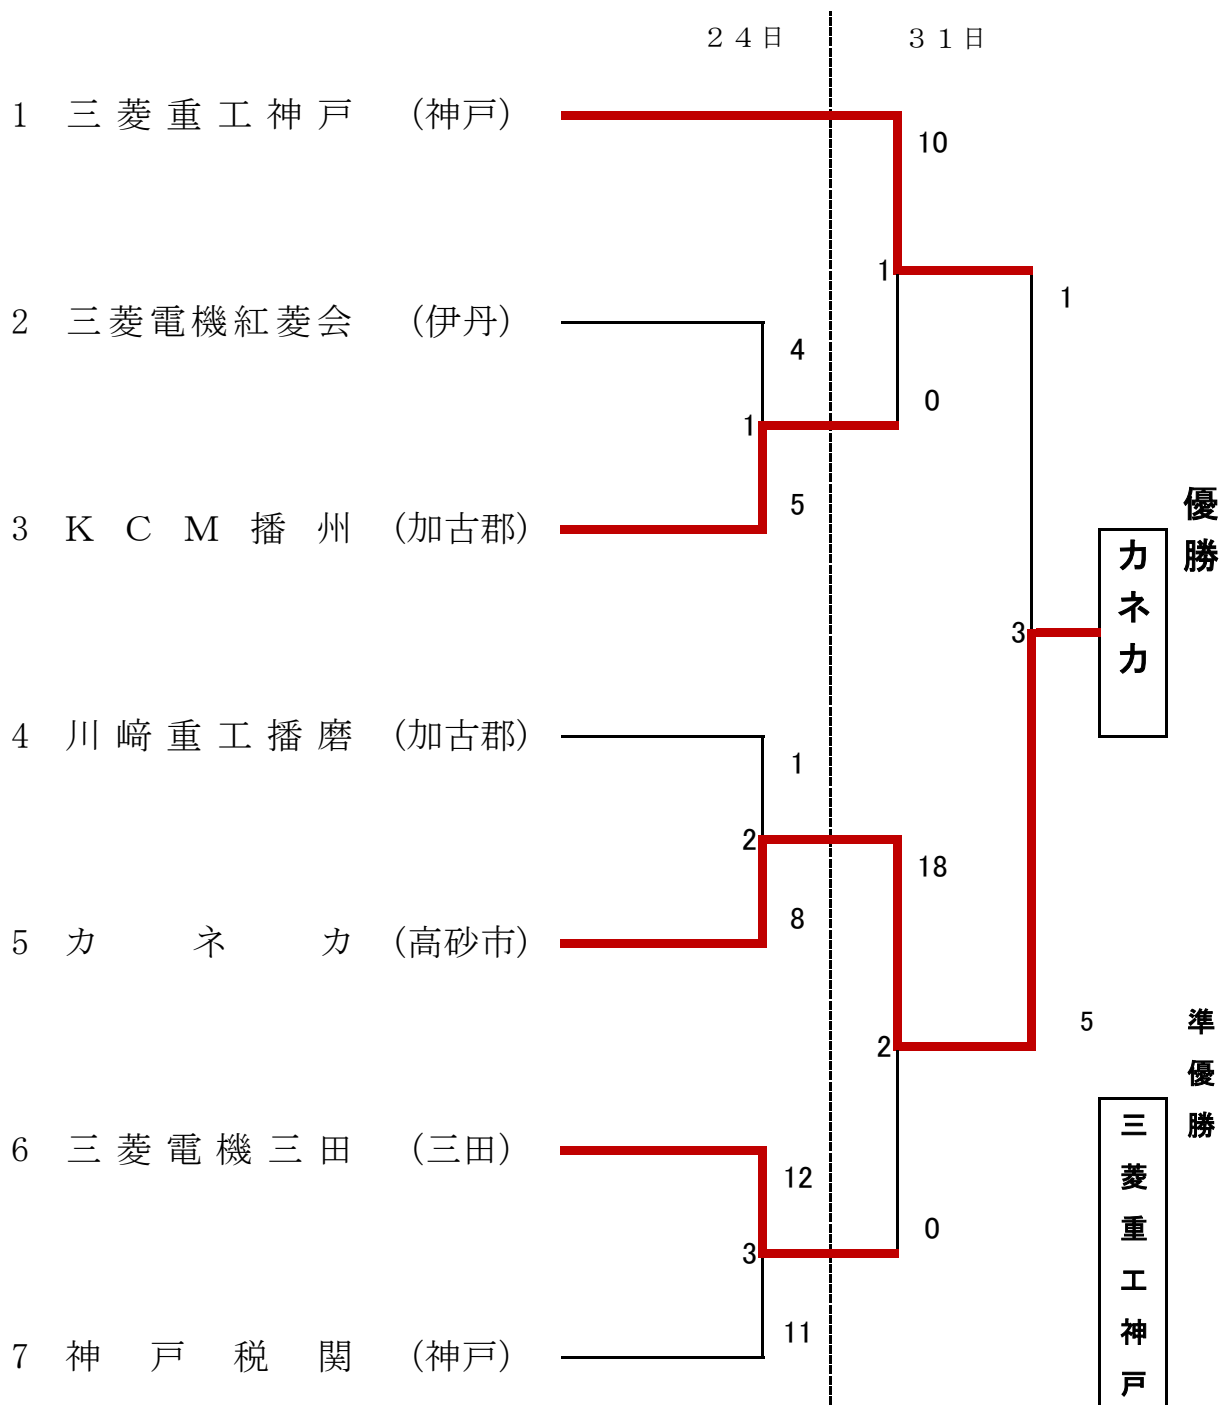 ２４日 ３１日
1 三菱重工神戸 (神戸)
10
1
1
2 三菱電機紅菱会 (伊丹)
4
0
1
5
3 KCM播州 (加古郡)
優勝
カネカ
3
4 川﨑重工播磨 (加古郡)
1
2
18
8
5 カネカ (高砂市)
5
2
準優勝
三菱重工神戸
6 三菱電機三田 (三田)
12
0
3
11
7 神戸税関 (神戸)